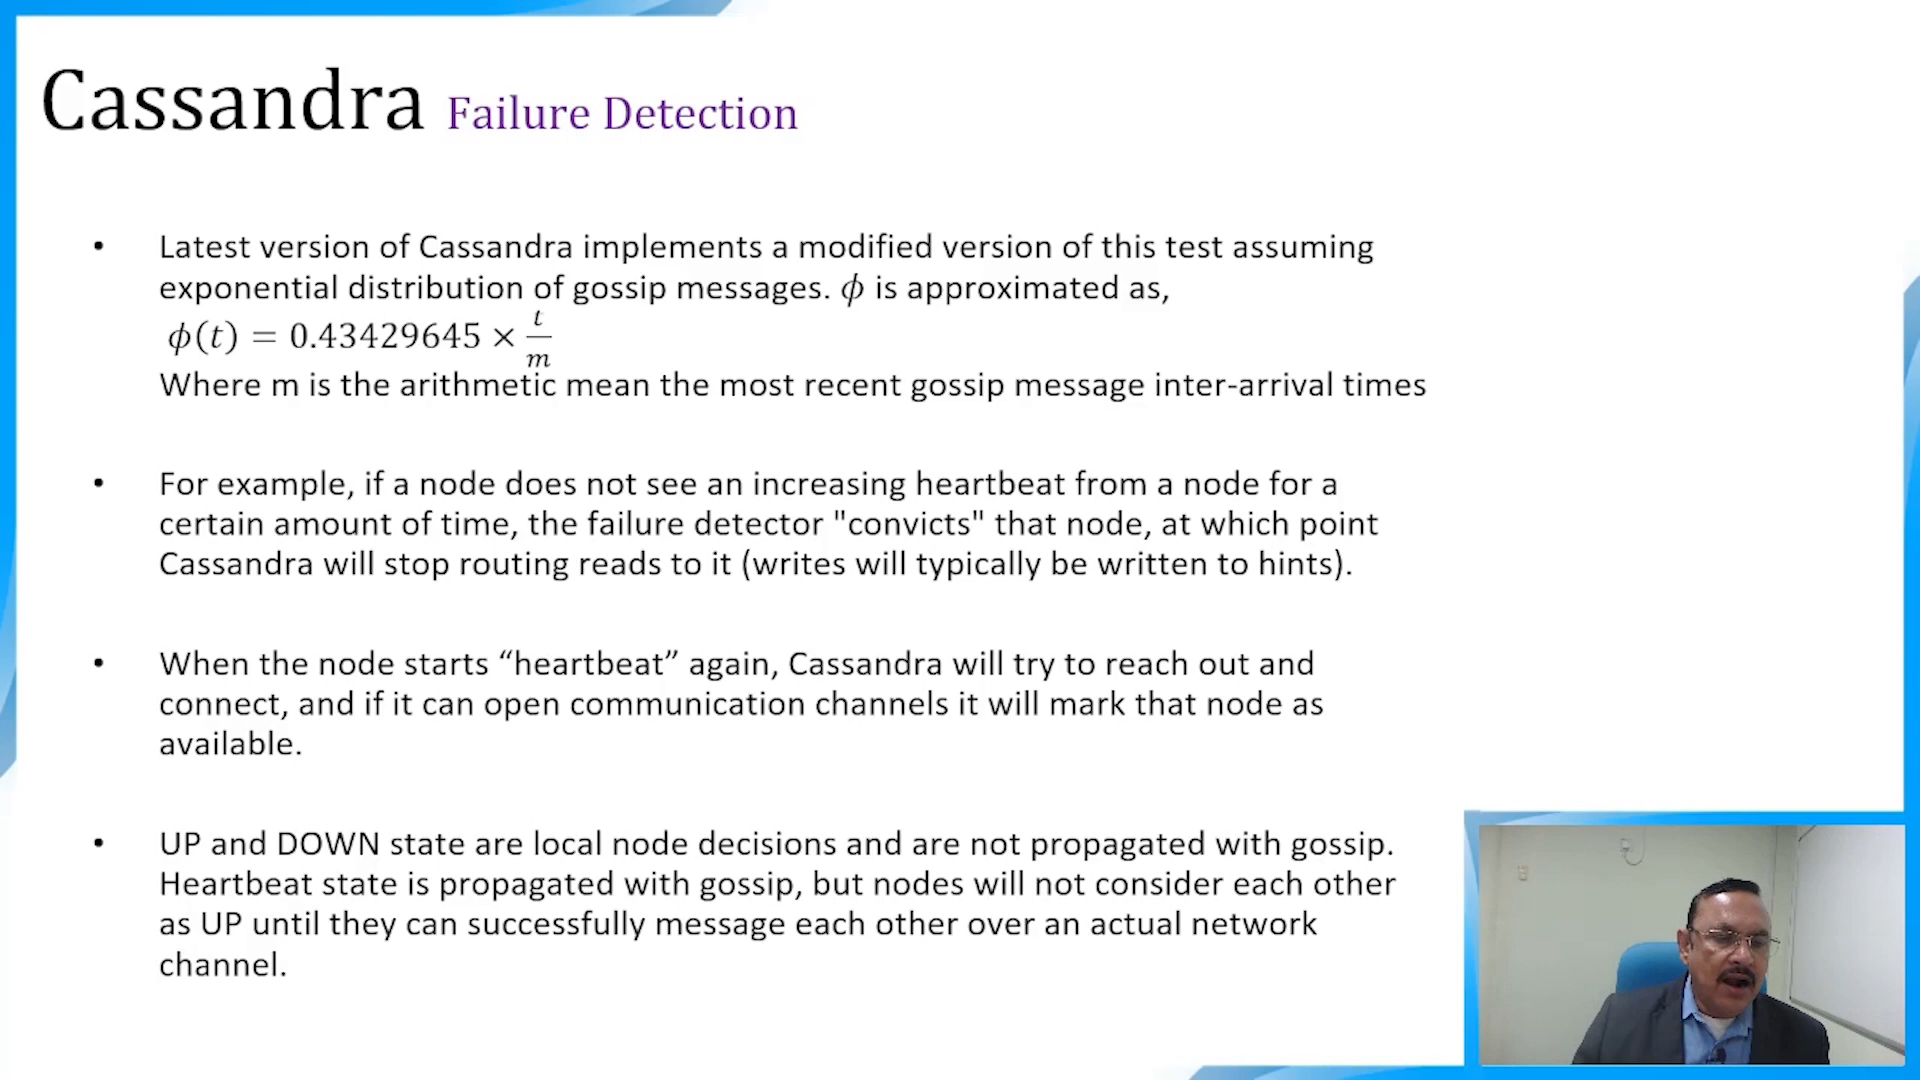 Cassandra Failure Detection
• Latest version of Cassandra implements a modified version of this test assuming
exponential distribution of gossip messages. ϕ is approximated as,
ϕ(t) = 0.43429645 × t/m
Where m is the arithmetic mean the most recent gossip message inter-arrival times
• For example, if a node does not see an increasing heartbeat from a node for a
certain amount of time, the failure detector "convicts" that node, at which point
Cassandra will stop routing reads to it (writes will typically be written to hints).
• When the node starts “heartbeat” again, Cassandra will try to reach out and
connect, and if it can open communication channels it will mark that node as
available.
• UP and DOWN state are local node decisions and are not propagated with gossip.
Heartbeat state is propagated with gossip, but nodes will not consider each other
as UP until they can successfully message each other over an actual network
channel.